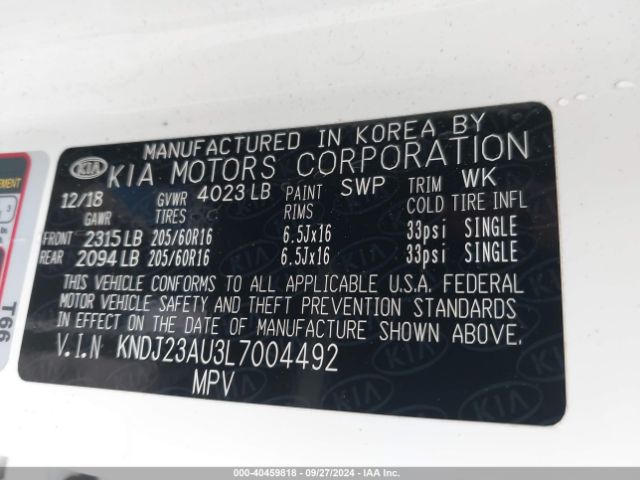 MANUFACTURED IN KOREA BY
KIA KIA MOTORS CORPORATION
12/18 GVWR 4023 LB PAINT SWP TRIM WK
GAWR TIRES RIMS COLD TIRE INFL
FRONT 2315 LB 205/60R16 6.5Jx16 33psi SINGLE
REAR 2094 LB 205/60R16 6.5Jx16 33psi SINGLE
THIS VEHICLE CONFORMS TO ALL APPLICABLE U.S.A. FEDERAL
MOTOR VEHICLE SAFETY AND THEFT PREVENTION STANDARDS
IN EFFECT ON THE DATE OF MANUFACTURE SHOWN ABOVE.
V.I.N KNDJ23AU3L7004492
MPV
T66
000-40459818 - 09/27/2024 - IAA, Inc.